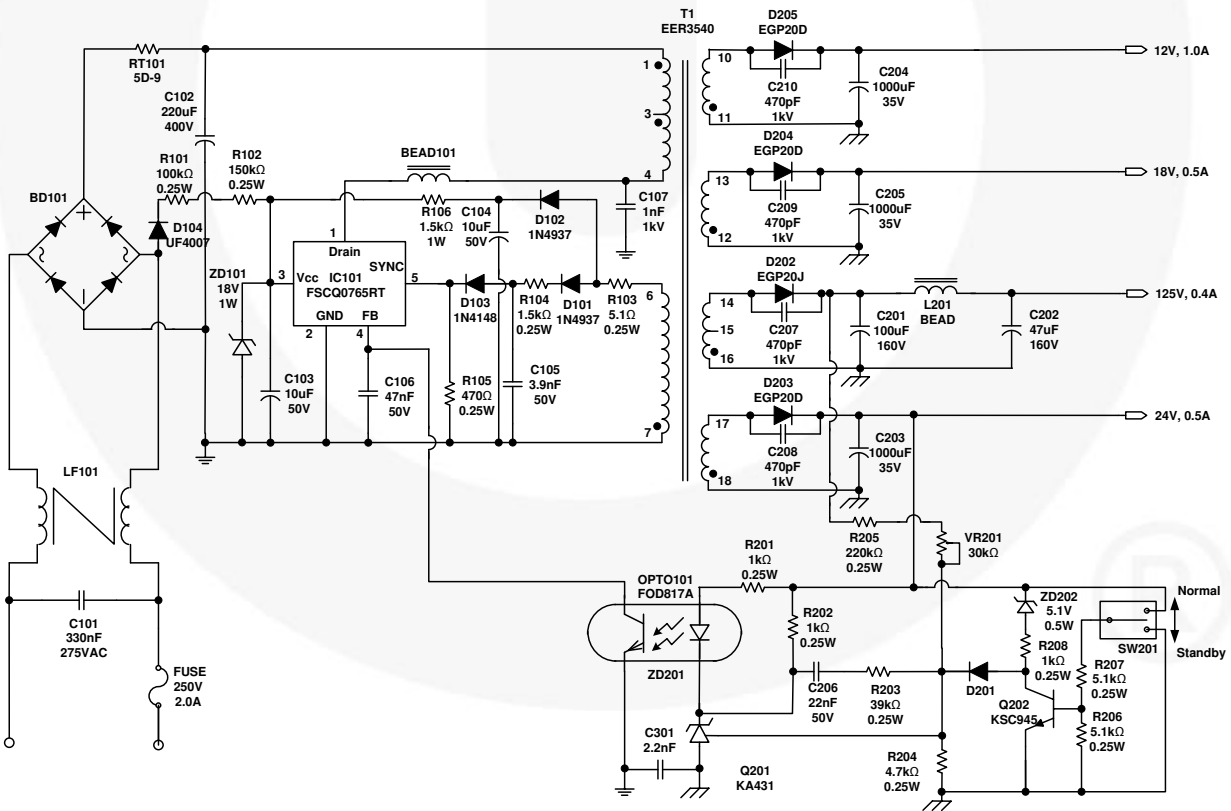 T1
EER3540
D205
EGP20D
RT101
5D-9
1
3
4
10
11
C210
470pF
1kV
C204
1000uF
35V
12V, 1.0A
C102
220uF
400V
R101
100kΩ
0.25W
R102
150kΩ
0.25W
BEAD101
D204
EGP20D
13
12
C209
470pF
1kV
C205
1000uF
35V
18V, 0.5A
BD101
D104
UF4007
R106
1.5kΩ
1W
C104
10uF
50V
D102
1N4937
C107
1nF
1kV
ZD101
18V
1W
1
Drain
3
Vcc
IC101
FSCQ0765RT
SYNC
5
GND
2
FB
4
D103
1N4148
R104
1.5kΩ
0.25W
D101
1N4937
R103
5.1Ω
0.25W
6
7
D202
EGP20J
14
15
16
C207
470pF
1kV
C201
100uF
160V
L201
BEAD
C202
47uF
160V
125V, 0.4A
C103
10uF
50V
C106
47nF
50V
R105
470Ω
0.25W
C105
3.9nF
50V
D203
EGP20D
17
18
C208
470pF
1kV
C203
1000uF
35V
24V, 0.5A
LF101
C101
330nF
275VAC
FUSE
250V
2.0A
R205
220kΩ
0.25W
VR201
30kΩ
OPTO101
FOD817A
R201
1kΩ
0.25W
R202
1kΩ
0.25W
ZD201
C206
22nF
50V
R203
39kΩ
0.25W
D201
ZD202
5.1V
0.5W
R208
1kΩ
0.25W
Normal
SW201
Standby
R207
5.1kΩ
0.25W
Q202
KSC945
R206
5.1kΩ
0.25W
C301
2.2nF
Q201
KA431
R204
4.7kΩ
0.25W
R